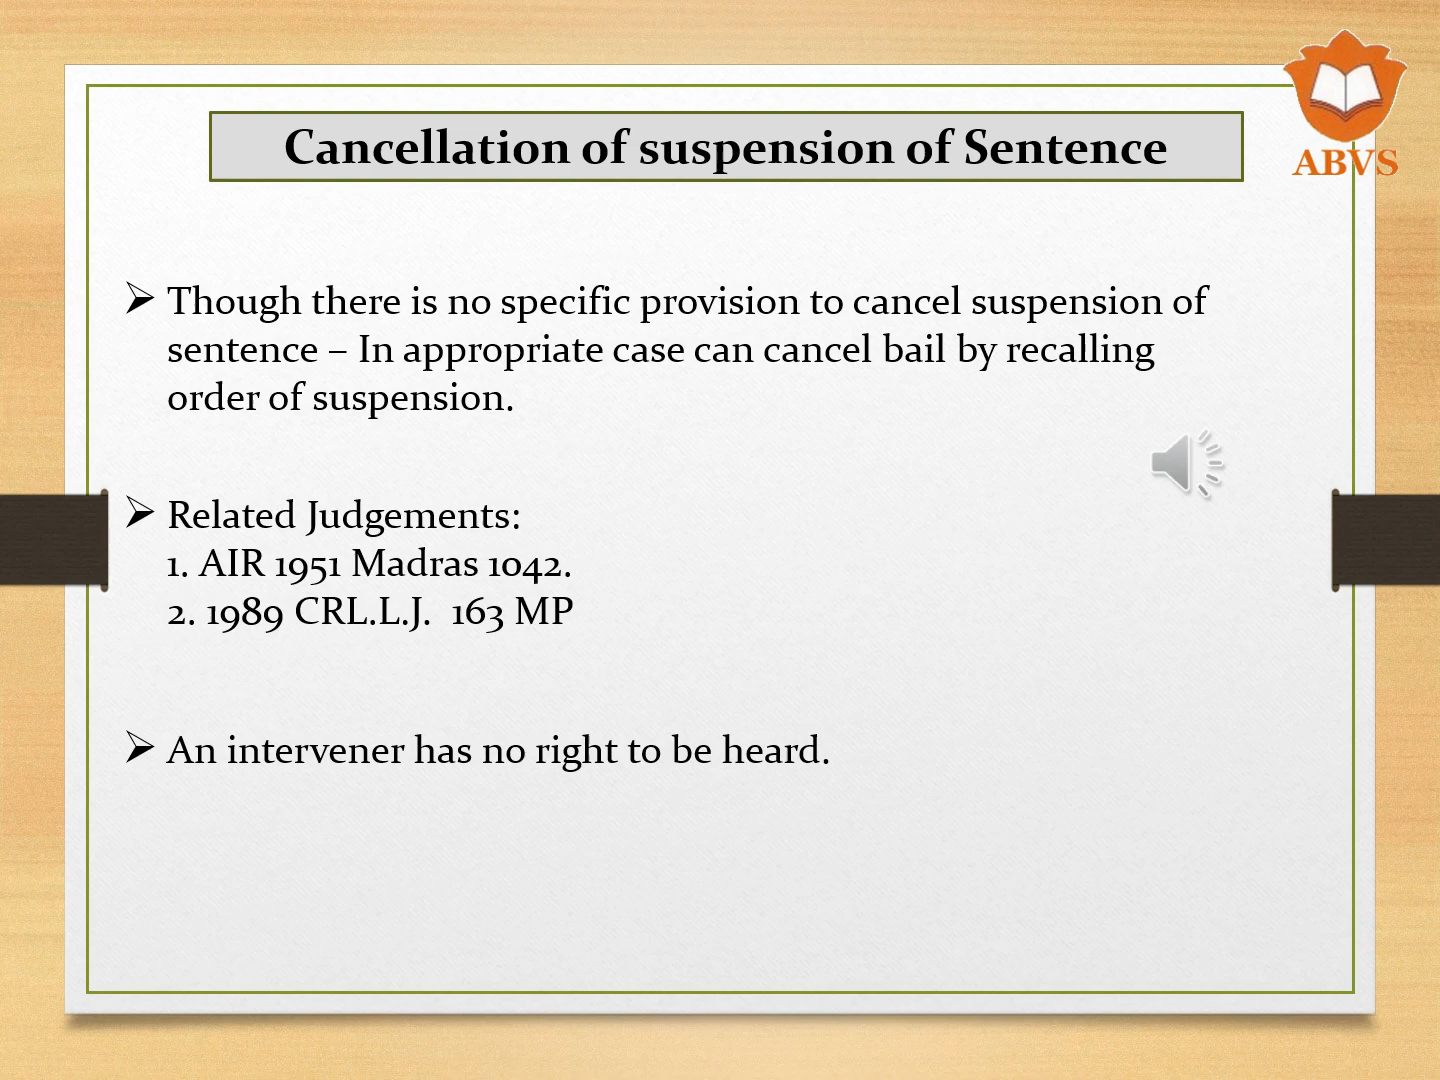 ABVS
Cancellation of suspension of Sentence
➢ Though there is no specific provision to cancel suspension of
sentence – In appropriate case can cancel bail by recalling
order of suspension.
➢ Related Judgements:
1. AIR 1951 Madras 1042.
2. 1989 CRL.L.J.  163 MP
➢ An intervener has no right to be heard.